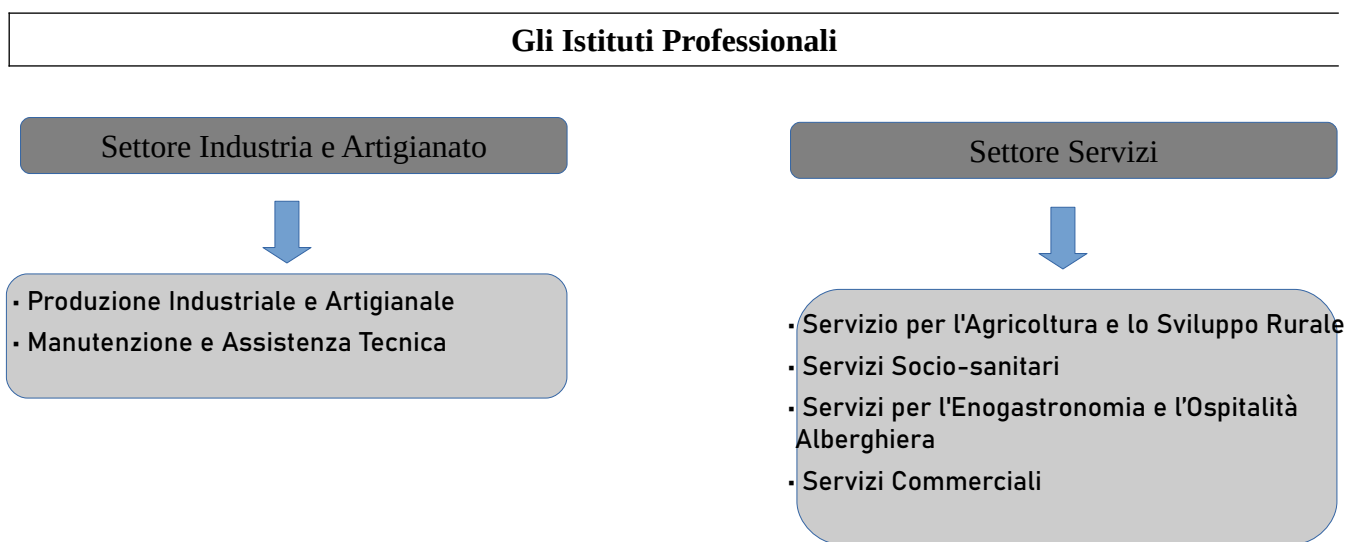 Gli Istituti Professionali
Settore Industria e Artigianato
▪ Produzione Industriale e Artigianale
▪ Manutenzione e Assistenza Tecnica
Settore Servizi
▪ Servizio per l'Agricoltura e lo Sviluppo Rurale
▪ Servizi Socio-sanitari
▪ Servizi per l'Enogastronomia e l’Ospitalità
Alberghiera
▪ Servizi Commerciali